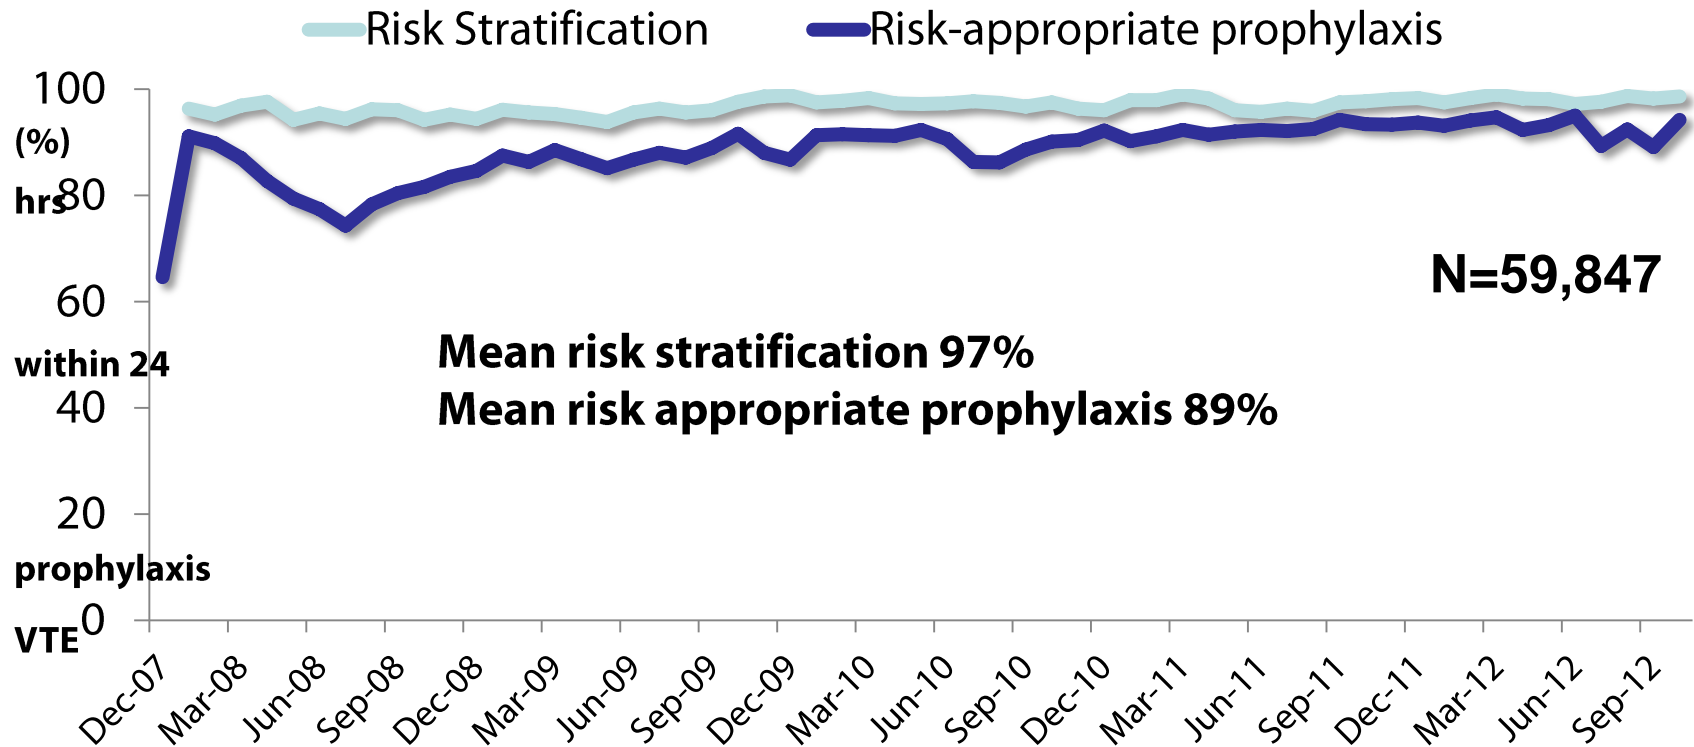 Risk Stratification Risk-appropriate prophylaxis
100
(%)
80
hrs
60
N=59,847
Mean risk stratification 97%
within 24
40
Mean risk appropriate prophylaxis 89%
20
prophylaxis
0
VTE
Dec-07 Mar-08 Jun-08 Sep-08 Dec-08 Mar-09 Jun-09 Sep-09 Dec-09 Mar-10 Jun-10 Sep-10 Dec-10 Mar-11 Jun-11 Sep-11 Dec-11 Mar-12 Jun-12 Sep-12